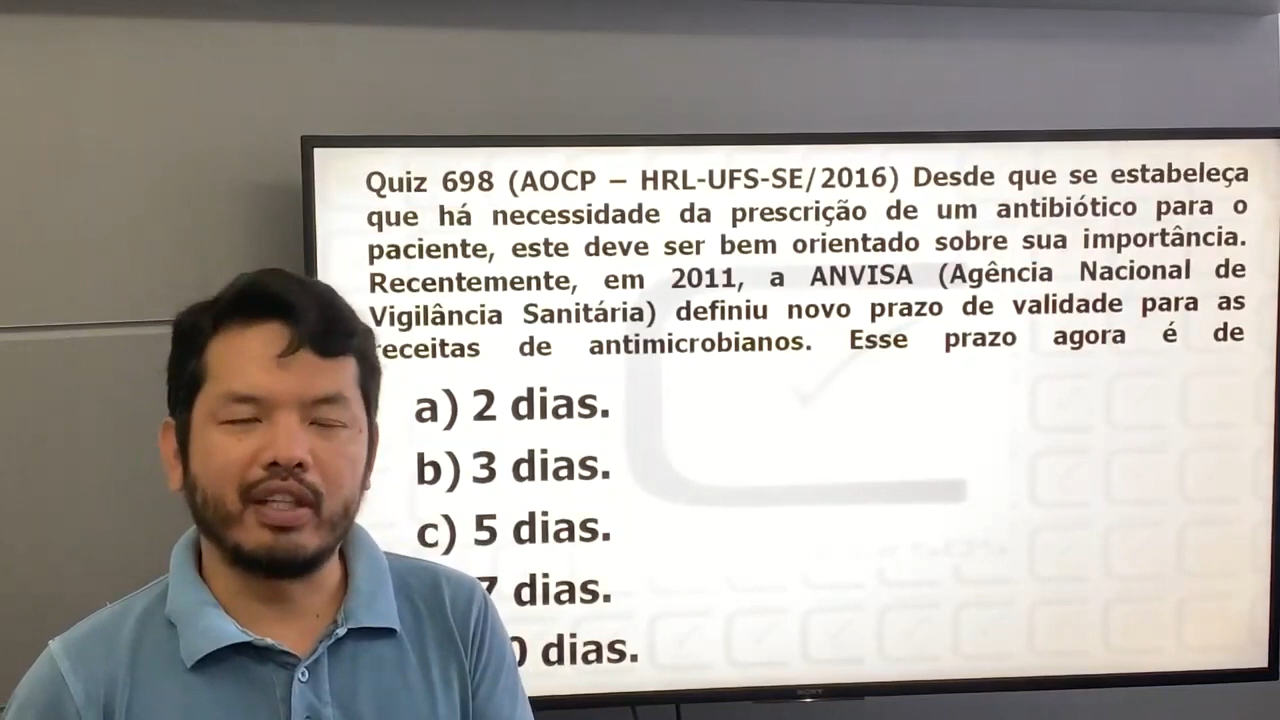 Quiz 698 (AOCP – HRL-UFS-SE/2016) Desde que se estabeleça
que há necessidade da prescrição de um antibiótico para o
paciente, este deve ser bem orientado sobre sua importância.
Recentemente, em 2011, a ANVISA (Agência Nacional de
Vigilância Sanitária) definiu novo prazo de validade para as
receitas de antimicrobianos. Esse prazo agora é de
a) 2 dias.
b) 3 dias.
c) 5 dias.
7 dias.
dias.
SONY